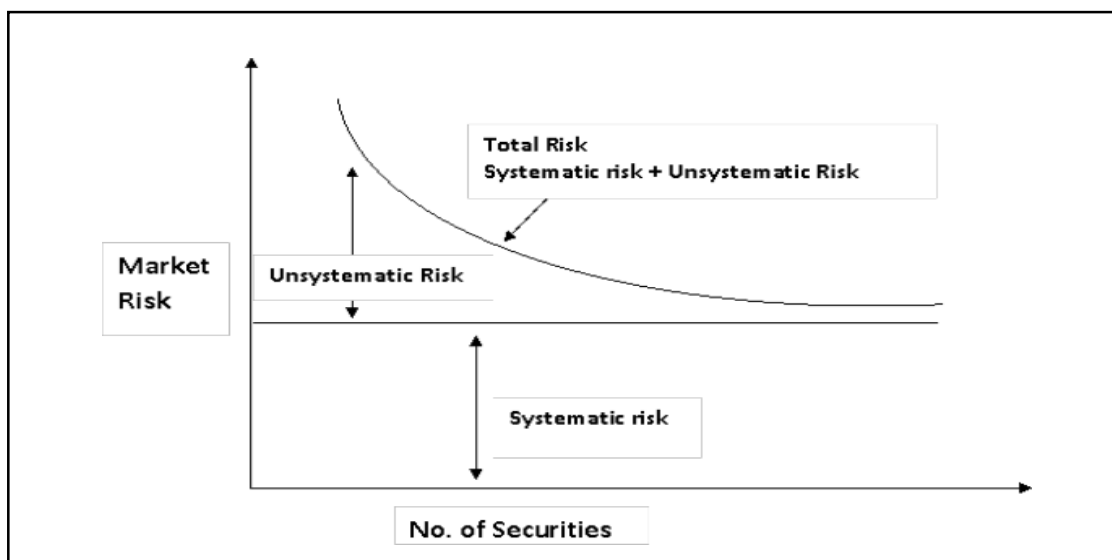 Total Risk
Systematic risk + Unsystematic Risk
Market
Risk
Unsystematic Risk
Systematic risk
No. of Securities